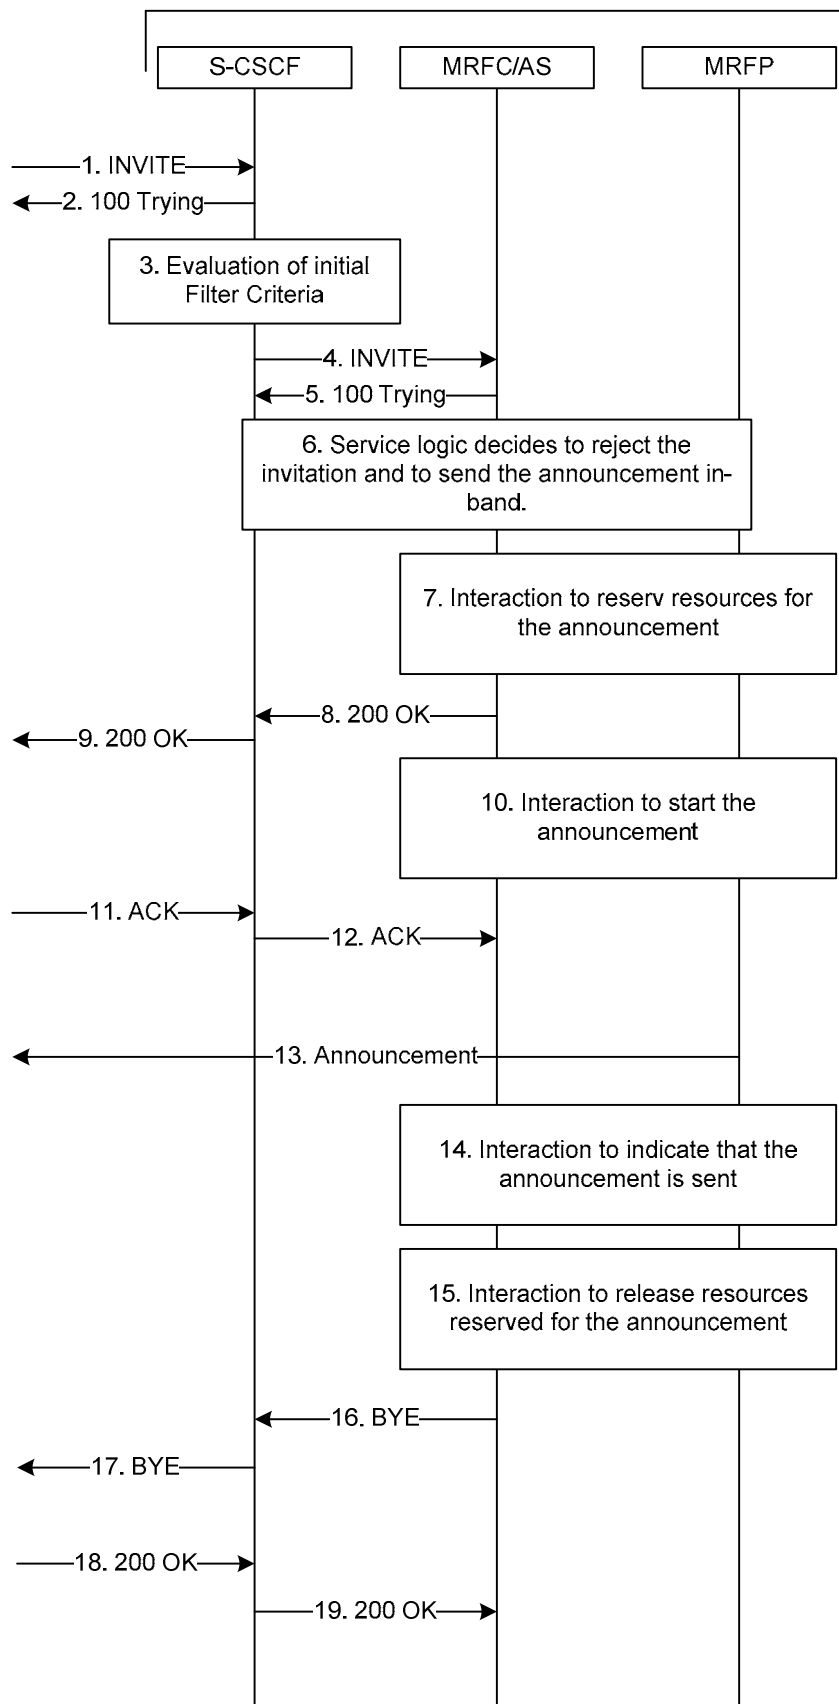 S-CSCF
MRFC/AS
MRFP
1. INVITE
2. 100 Trying
3. Evaluation of initial
Filter Criteria
4. INVITE
5. 100 Trying
6. Service logic decides to reject the
invitation and to send the announcement in-
band.
7. Interaction to reserv resources for
the announcement
8. 200 OK
9. 200 OK
10. Interaction to start the
announcement
11. ACK
12. ACK
13. Announcement
14. Interaction to indicate that the
announcement is sent
15. Interaction to release resources
reserved for the announcement
16. BYE
17. BYE
18. 200 OK
19. 200 OK